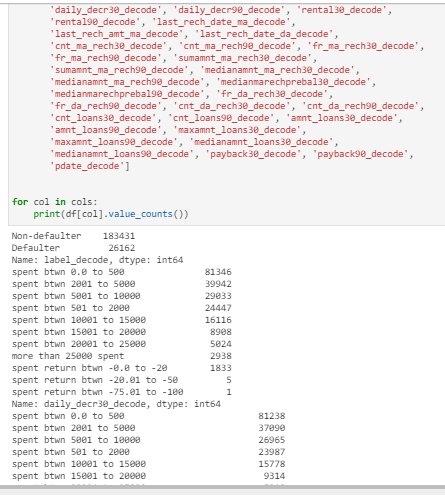 'daily_decr30_decode', 'daily_decr90_decode', 'rental30_decode',
'rental90_decode', 'last_rech_date_ma_decode',
'last_rech_amt_ma_decode', 'last_rech_date_da_decode',
'cnt_ma_rech30_decode', 'cnt_ma_rech90_decode', 'fr_ma_rech30_decode',
'fr_ma_rech90_decode', 'sumamnt_ma_rech30_decode',
'sumamnt_ma_rech90_decode', 'medianamnt_ma_rech30_decode',
'medianamnt_ma_rech90_decode', 'medianmarechprebal30_decode',
'medianmarechprebal90_decode', 'fr_da_rech30_decode',
'fr_da_rech90_decode', 'cnt_da_rech30_decode', 'cnt_da_rech90_decode',
'cnt_loans30_decode', 'cnt_loans90_decode', 'amnt_loans30_decode',
'amnt_loans90_decode', 'maxamnt_loans30_decode',
'maxamnt_loans90_decode', 'medianamnt_loans30_decode',
'medianamnt_loans90_decode', 'payback30_decode', 'payback90_decode',
'pdate_decode']
for col in cols:
print(df[col].value_counts())
Non-defaulter 183431
Defaulter 26162
Name: label_decode, dtype: int64
spent btwn 0.0 to 500 81346
spent btwn 2001 to 5000 39942
spent btwn 5001 to 10000 29033
spent btwn 501 to 2000 24447
spent btwn 10001 to 15000 16116
spent btwn 15001 to 20000 8908
spent btwn 20001 to 25000 5024
more than 25000 spent 2938
spent return btwn -0.0 to -20 1833
spent return btwn -20.01 to -50 5
spent return btwn -75.01 to -100 1
Name: daily_decr30_decode, dtype: int64
spent btwn 0.0 to 500 81238
spent btwn 2001 to 5000 37090
spent btwn 5001 to 10000 26965
spent btwn 501 to 2000 23987
spent btwn 10001 to 15000 15778
spent btwn 15001 to 20000 9314